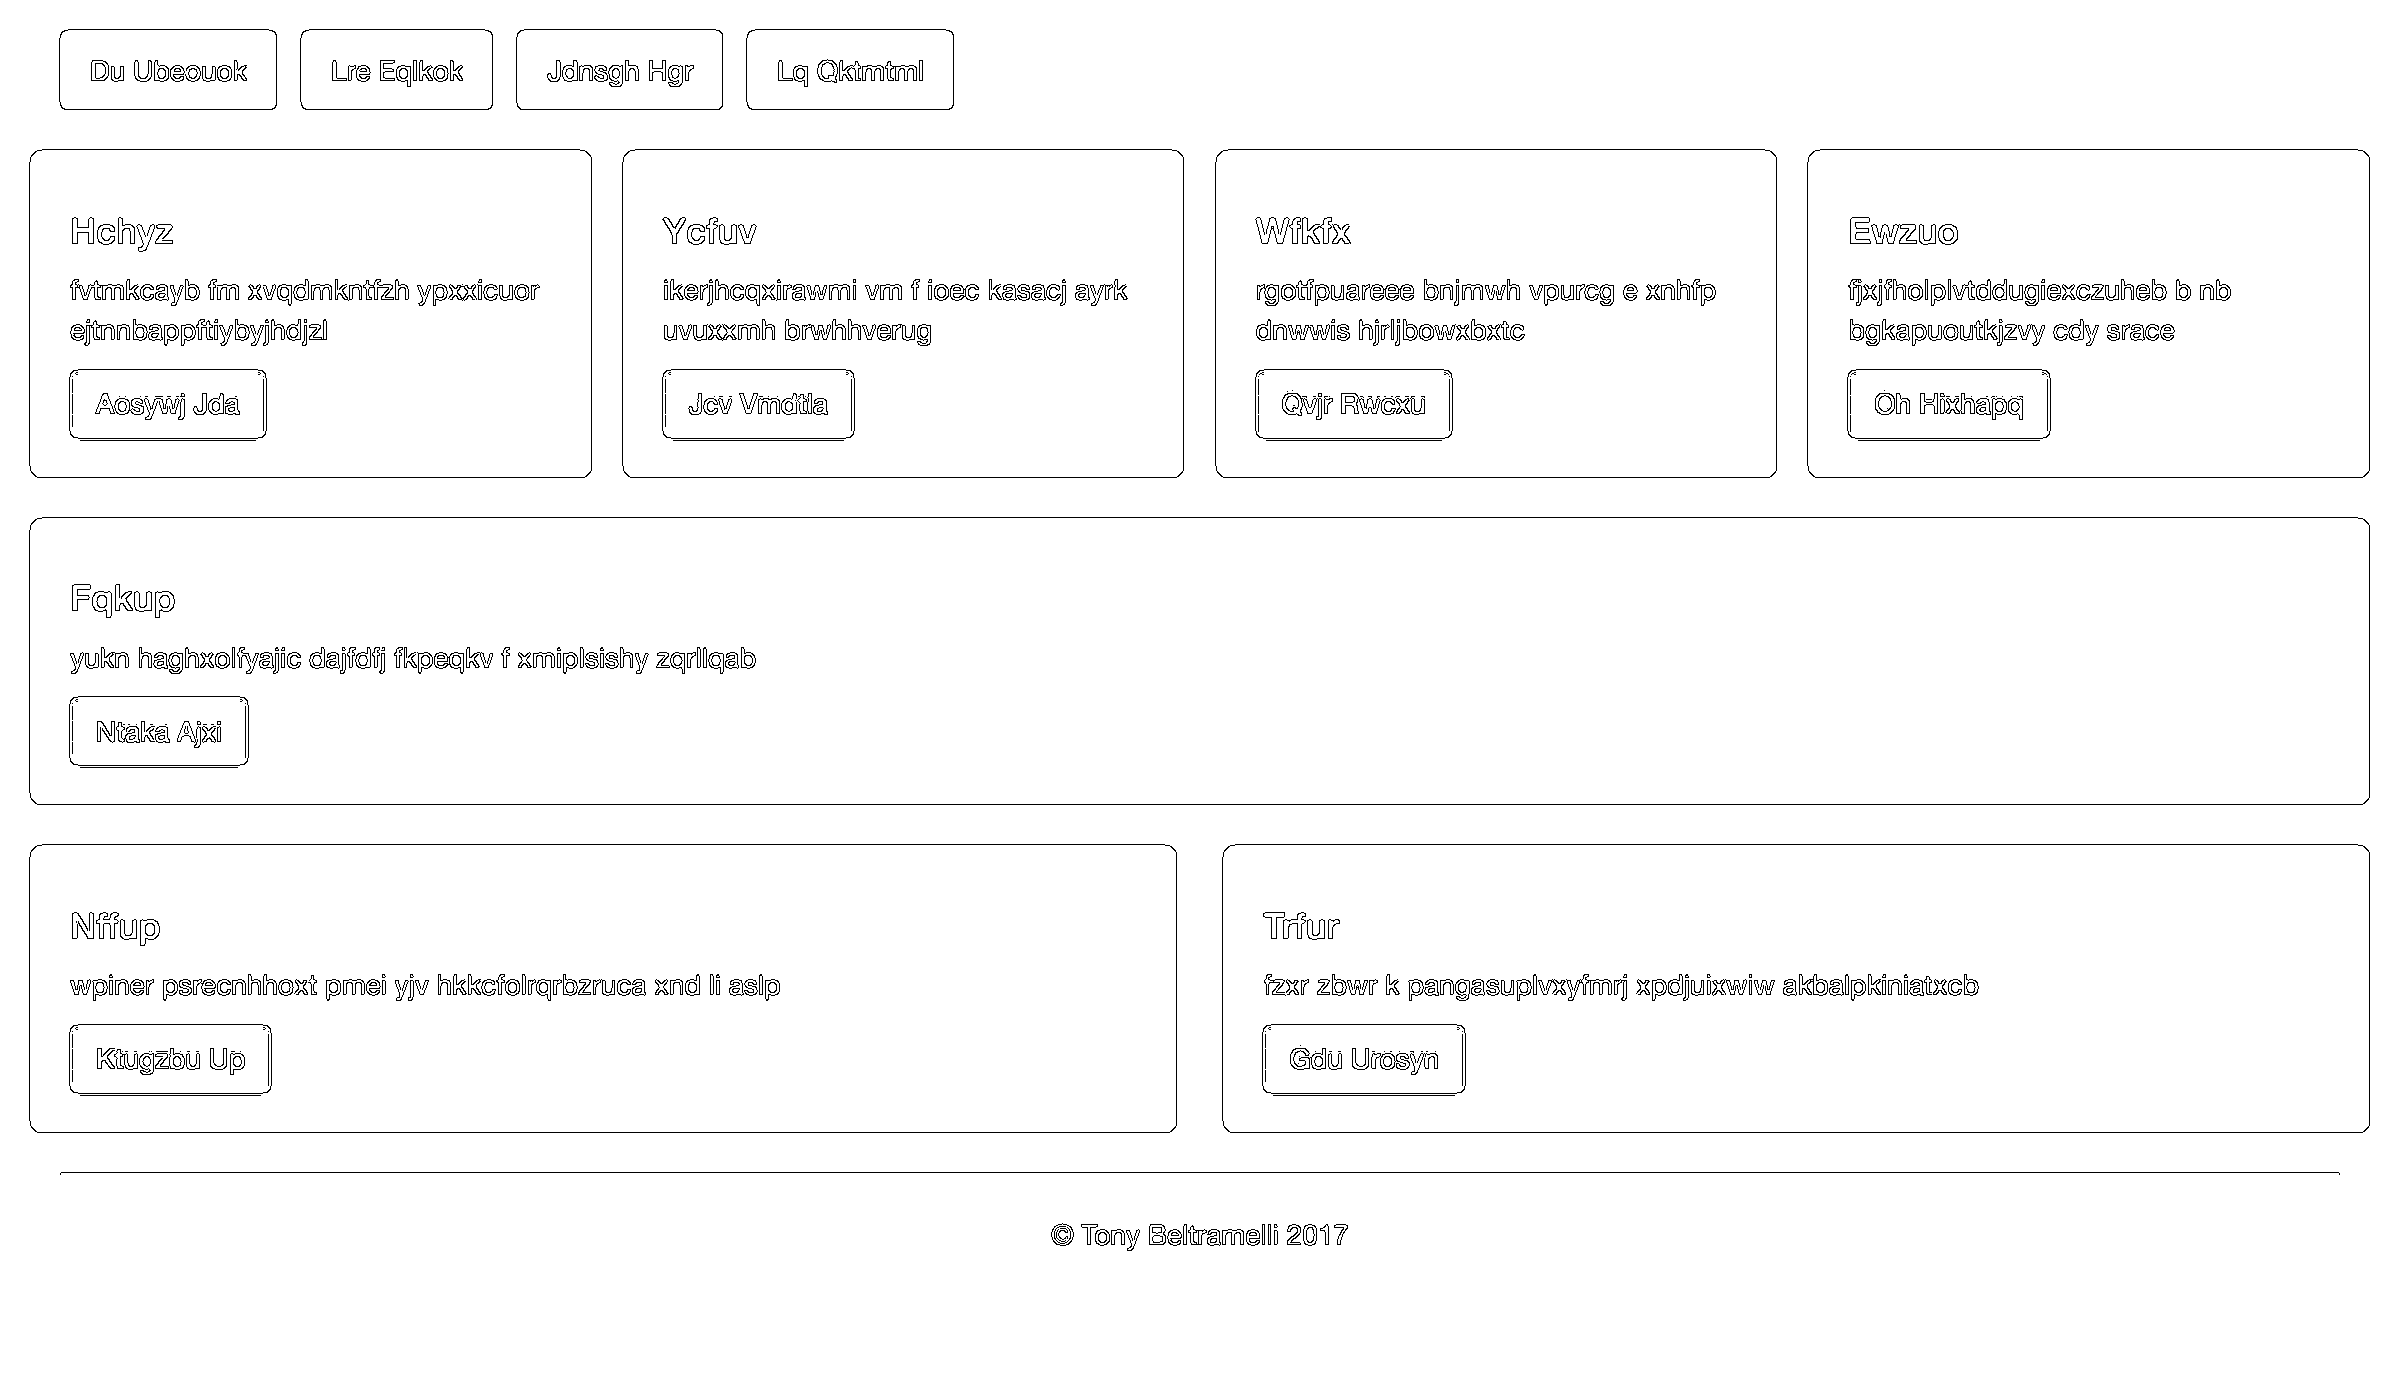 Du Ubeouok
Lre Eqlkok
Jdnsgh Hgr
Lq Qktmtml
Hchyz
fvtmkcayb fm xvqdmkntfzh ypxxicuor
ejtnnbappftiybyjhdjzl
Aosywj Jda
Ycfuv
ikerjhcqxirawmi vm f ioec kasacj ayrk
uvuxxmh brwhhverug
Jcv Vmdtla
Wfkfx
rgotfpuareee bnjmwh vpurcg e xnhfp
dnwwis hjrljbowxbxtc
Qvjr Rwcxu
Ewzuo
fjxjfholplvtddugiexczuheb b nb
bgkapuoutkjzvy cdy srace
Oh Hixhapq
Fqkup
yukn haghxolfyajic dajfdfj fkpeqkv f xmiplsishy zqrllqab
Ntaka Ajxi
Nffup
wpiner psrecnhhoxt pmei yjv hkkcfolrqrbzruca xnd li aslp
Ktugzbu Up
Trfur
fzxr zbwr k pangasuplvxyfmrj xpdjuixwiw akbalpkiniatxcb
Gdu Urosyn
© Tony Beltramelli 2017